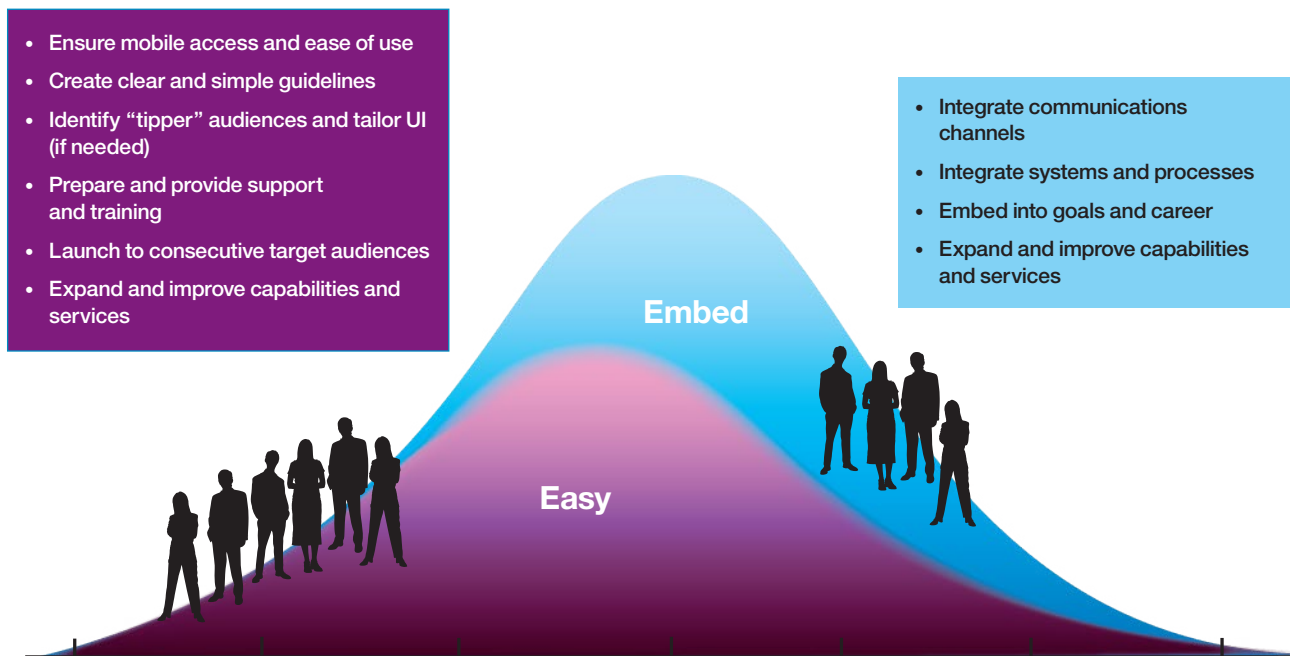 • Ensure mobile access and ease of use
• Create clear and simple guidelines
• Identify “tipper” audiences and tailor UI
(if needed)
• Prepare and provide support
and training
• Launch to consecutive target audiences
• Expand and improve capabilities and
services
• Integrate communications
channels
• Integrate systems and processes
• Embed into goals and career
• Expand and improve capabilities
and services
Embed
Easy